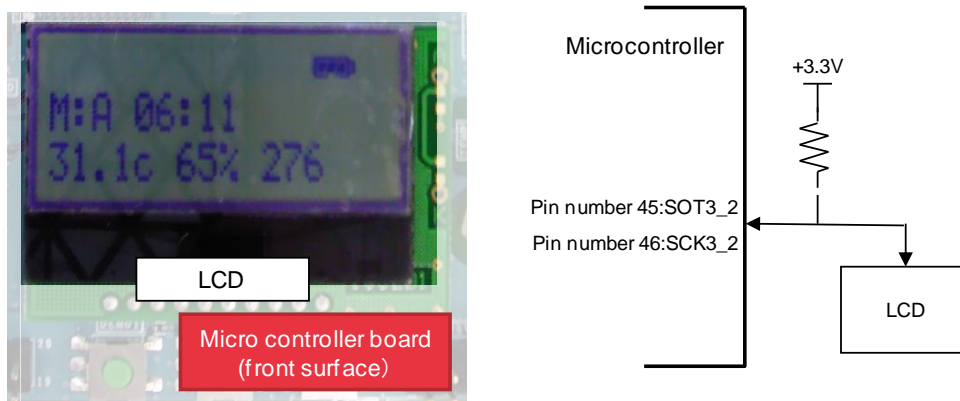 M:A 06:11
31.1c 65% 276
LCD
Micro controller board
(front surface)
Microcontroller
+3.3V
Pin number 45:SOT3_2
Pin number 46:SCK3_2
LCD